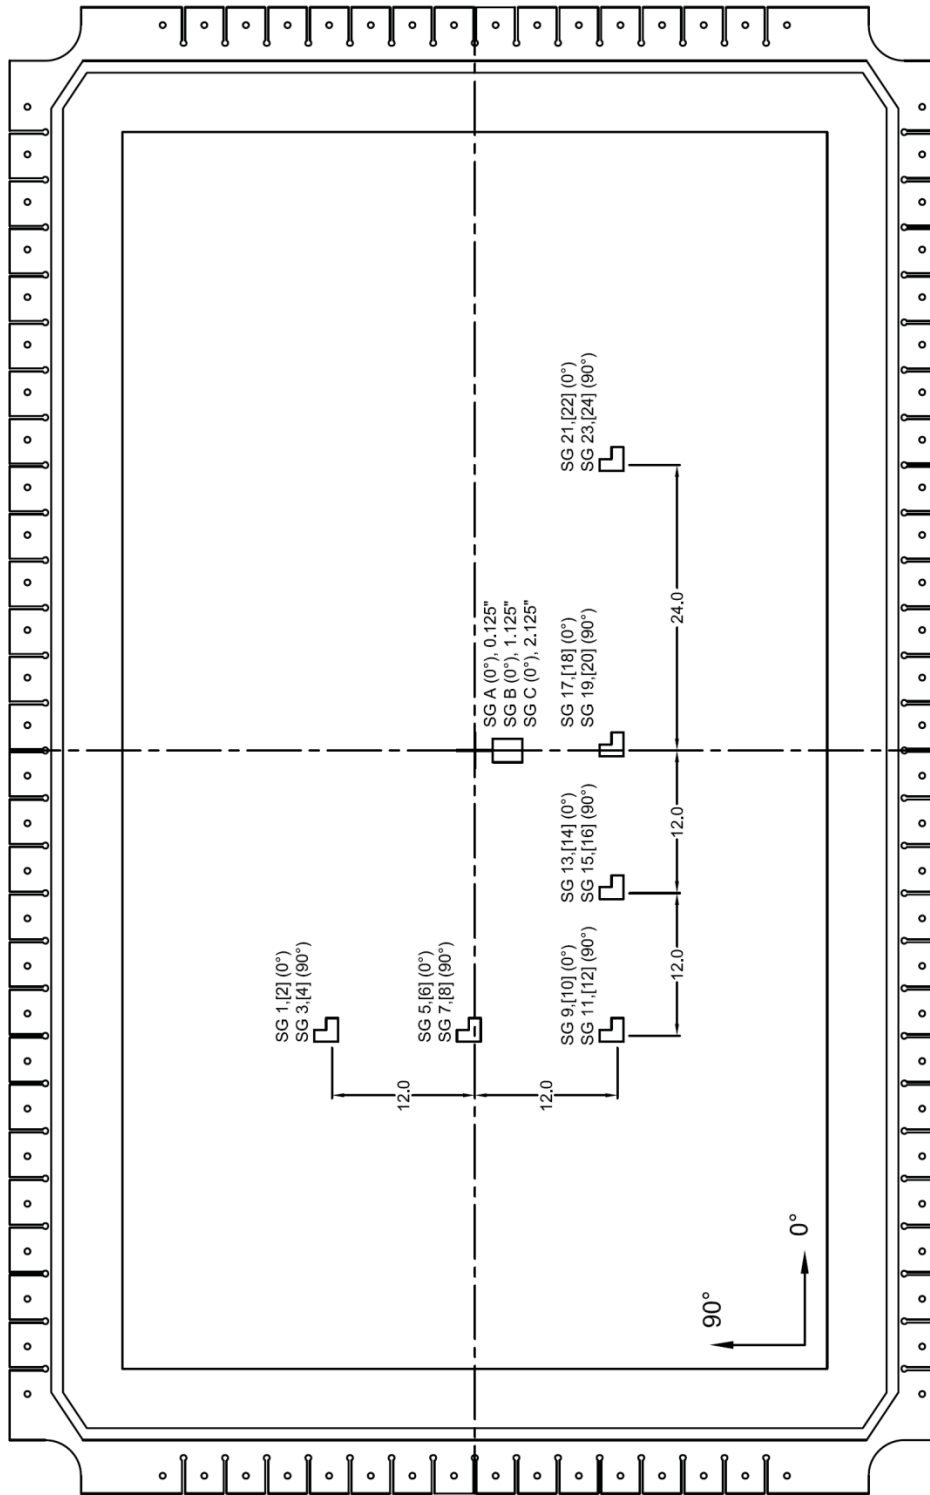 SG 21,[22] (0°)
SG 23,[24] (90°)
24.0
SG A (0°), 0.125"
SG B (0°), 1.125"
SG C (0°), 2.125"
SG 17,[18] (0°)
SG 19,[20] (90°)
12.0
SG 13,[14] (0°)
SG 15,[16] (90°)
12.0
SG 1,[2] (0°)
SG 3,[4] (90°)
SG 5,[6] (0°)
SG 7,[8] (90°)
SG 9,[10] (0°)
SG 11,[12] (90°)
12.0
12.0
0°
90°